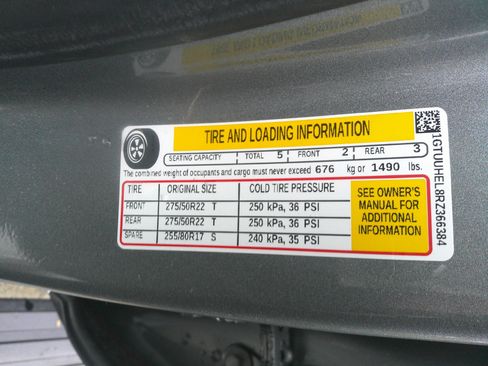 TIRE AND LOADING INFORMATION
SEATING CAPACITY TOTAL 5 FRONT 2 REAR 3
The combined weight of occupants and cargo must never exceed 676 kg or 1490 lbs.
TIRE ORIGINAL SIZE COLD TIRE PRESSURE
FRONT 275/50R22 T 250 kPa, 36 PSI
REAR 275/50R22 T 250 kPa, 36 PSI
SPARE 255/80R17 S 240 kPa, 35 PSI
SEE OWNER'S
MANUAL FOR
ADDITIONAL
INFORMATION
1GTUUHEL8RZ366384